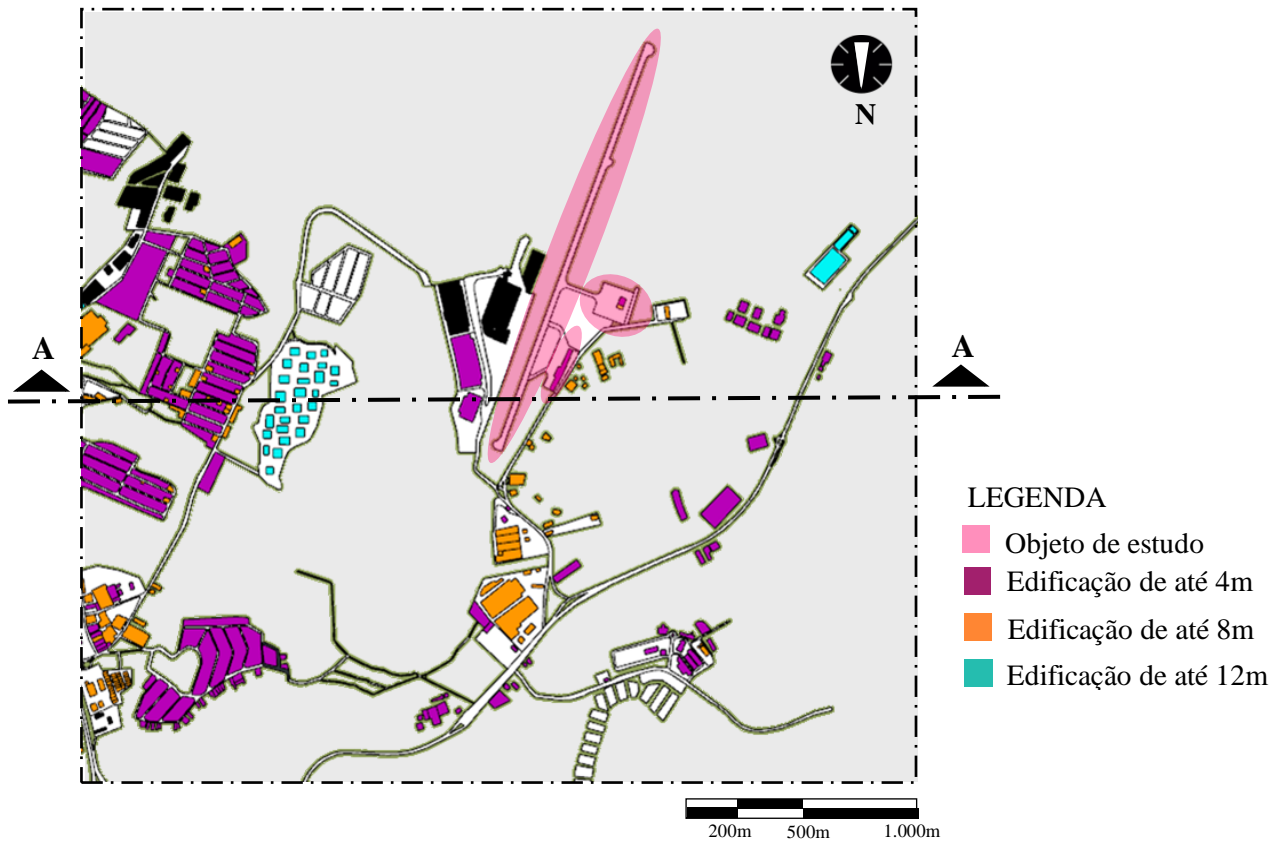 N
A
A
LEGENDA
Objeto de estudo
Edificação de até 4m
Edificação de até 8m
Edificação de até 12m
200m 500m 1.000m